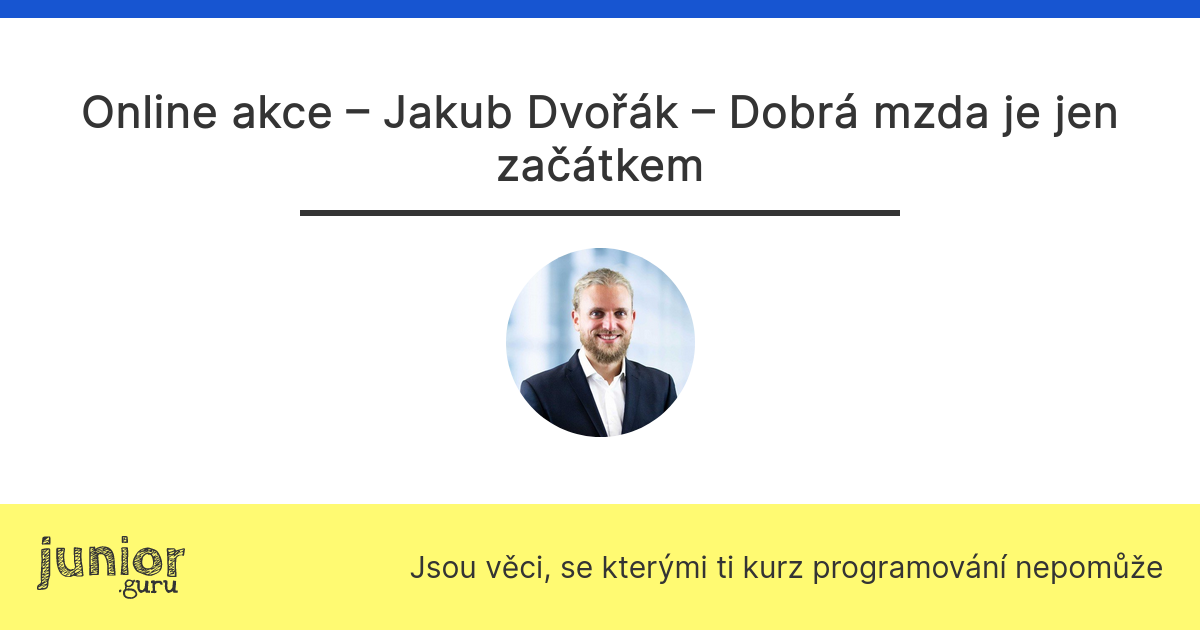 Online akce – Jakub Dvořák – Dobrá mzda je jen
začátkem
junior
.guru
Jsou věci, se kterými ti kurz programování nepomůže